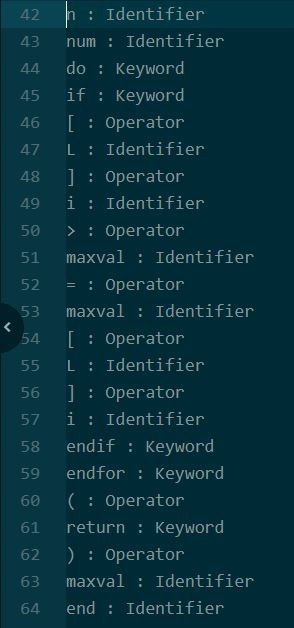 42 n : Identifier
43 num : Identifier
44 do : Keyword
45 if : Keyword
46 [ : Operator
47 L : Identifier
48 ] : Operator
49 i : Identifier
50 > : Operator
51 maxval : Identifier
52 = : Operator
53 maxval : Identifier
54 [ : Operator
55 L : Identifier
56 ] : Operator
57 i : Identifier
58 endif : Keyword
59 endfor : Keyword
60 ( : Operator
61 return : Keyword
62 ) : Operator
63 maxval : Identifier
64 end : Identifier